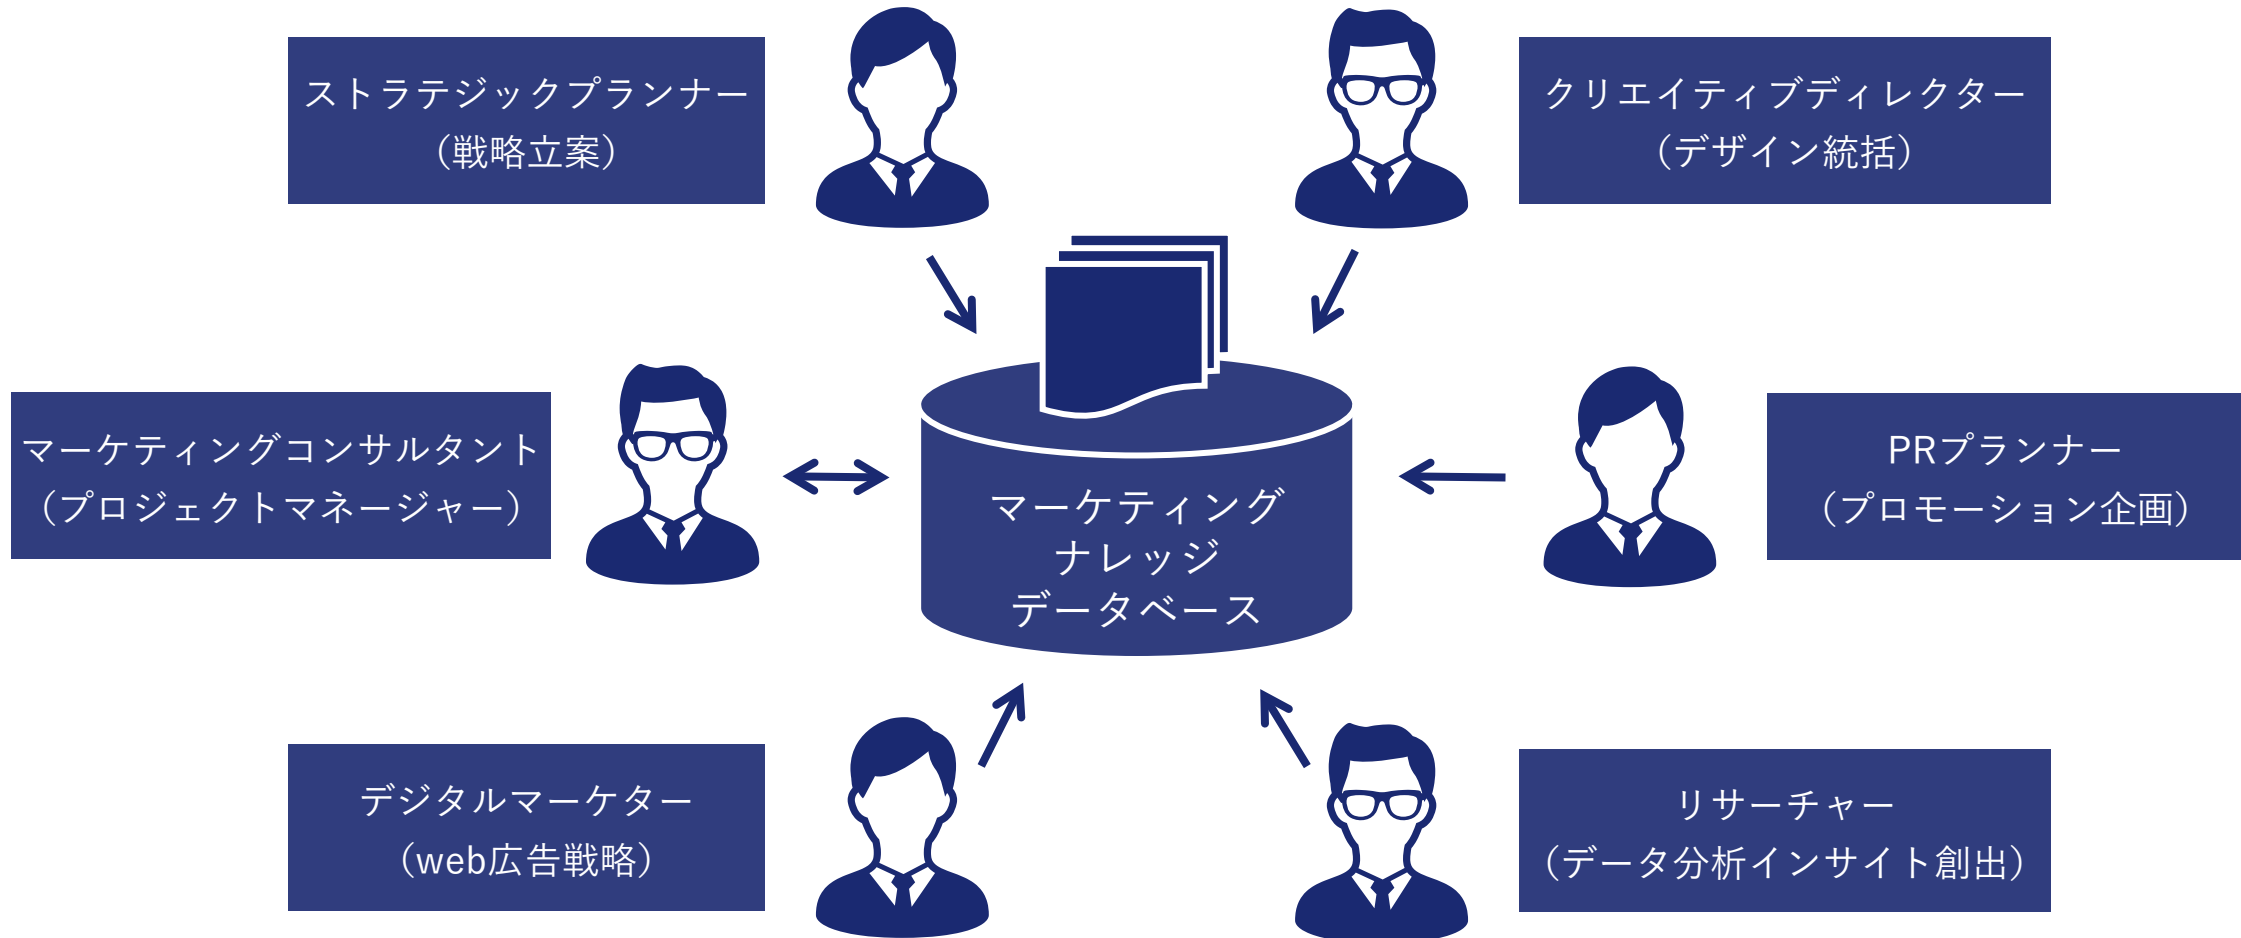 ストラテジックプランナー
（戦略立案）
クリエイティブディレクター
（デザイン統括）
マーケティングコンサルタント
（プロジェクトマネージャー）
マーケティング
ナレッジ
データベース
PRプランナー
（プロモーション企画）
デジタルマーケター
（web広告戦略）
リサーチャー
（データ分析インサイト創出）